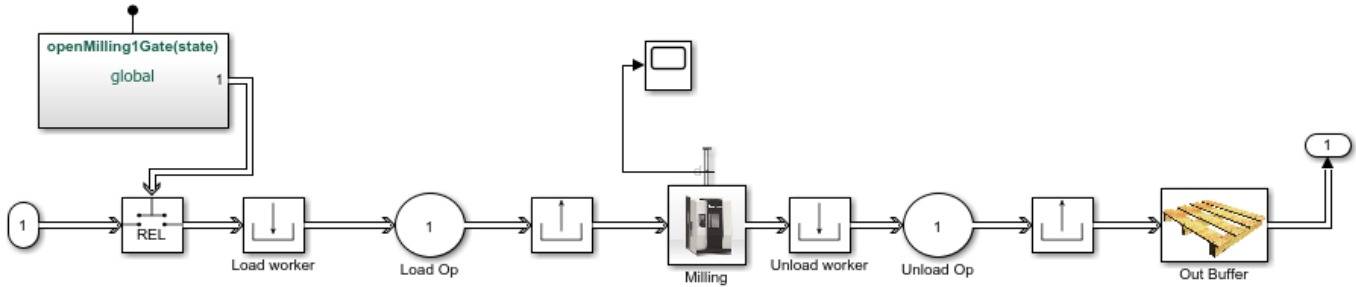 openMilling1Gate(state)
global
1
1
REL
Load worker
1
Load Op
d
Milling
Unload worker
1
Unload Op
Out Buffer
1